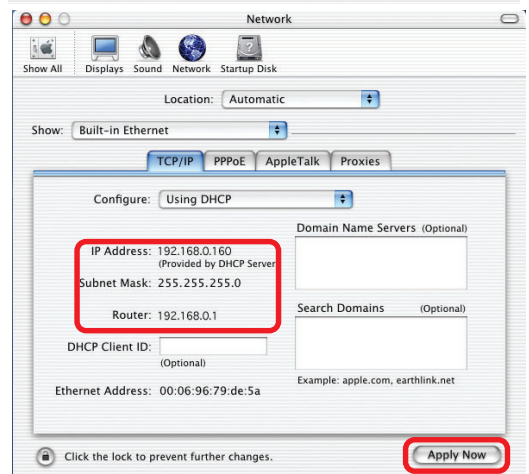 Network
Show All Displays Sound Network Startup Disk
Location: Automatic
Show: Built-in Ethernet
TCP/IP PPPoE AppleTalk Proxies
Configure: Using DHCP
Domain Name Servers (Optional)
IP Address: 192.168.0.160
(Provided by DHCP Server
Subnet Mask: 255.255.255.0
Router: 192.168.0.1
Search Domains (Optional)
DHCP Client ID:
(Optional)
Example: apple.com, earthlink.net
Ethernet Address: 00:06:96:79:de:5a
Click the lock to prevent further changes.
Apply Now